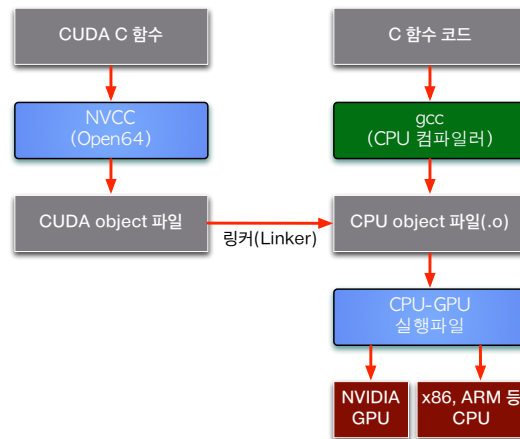 CUDA C 함수
C 함수 코드
NVCC
(Open64)
gcc
(CPU 컴파일러)
CUDA object 파일
링커(Linker)
CPU object 파일(.o)
CPU-GPU
실행파일
NVIDIA
GPU
x86, ARM 등
CPU